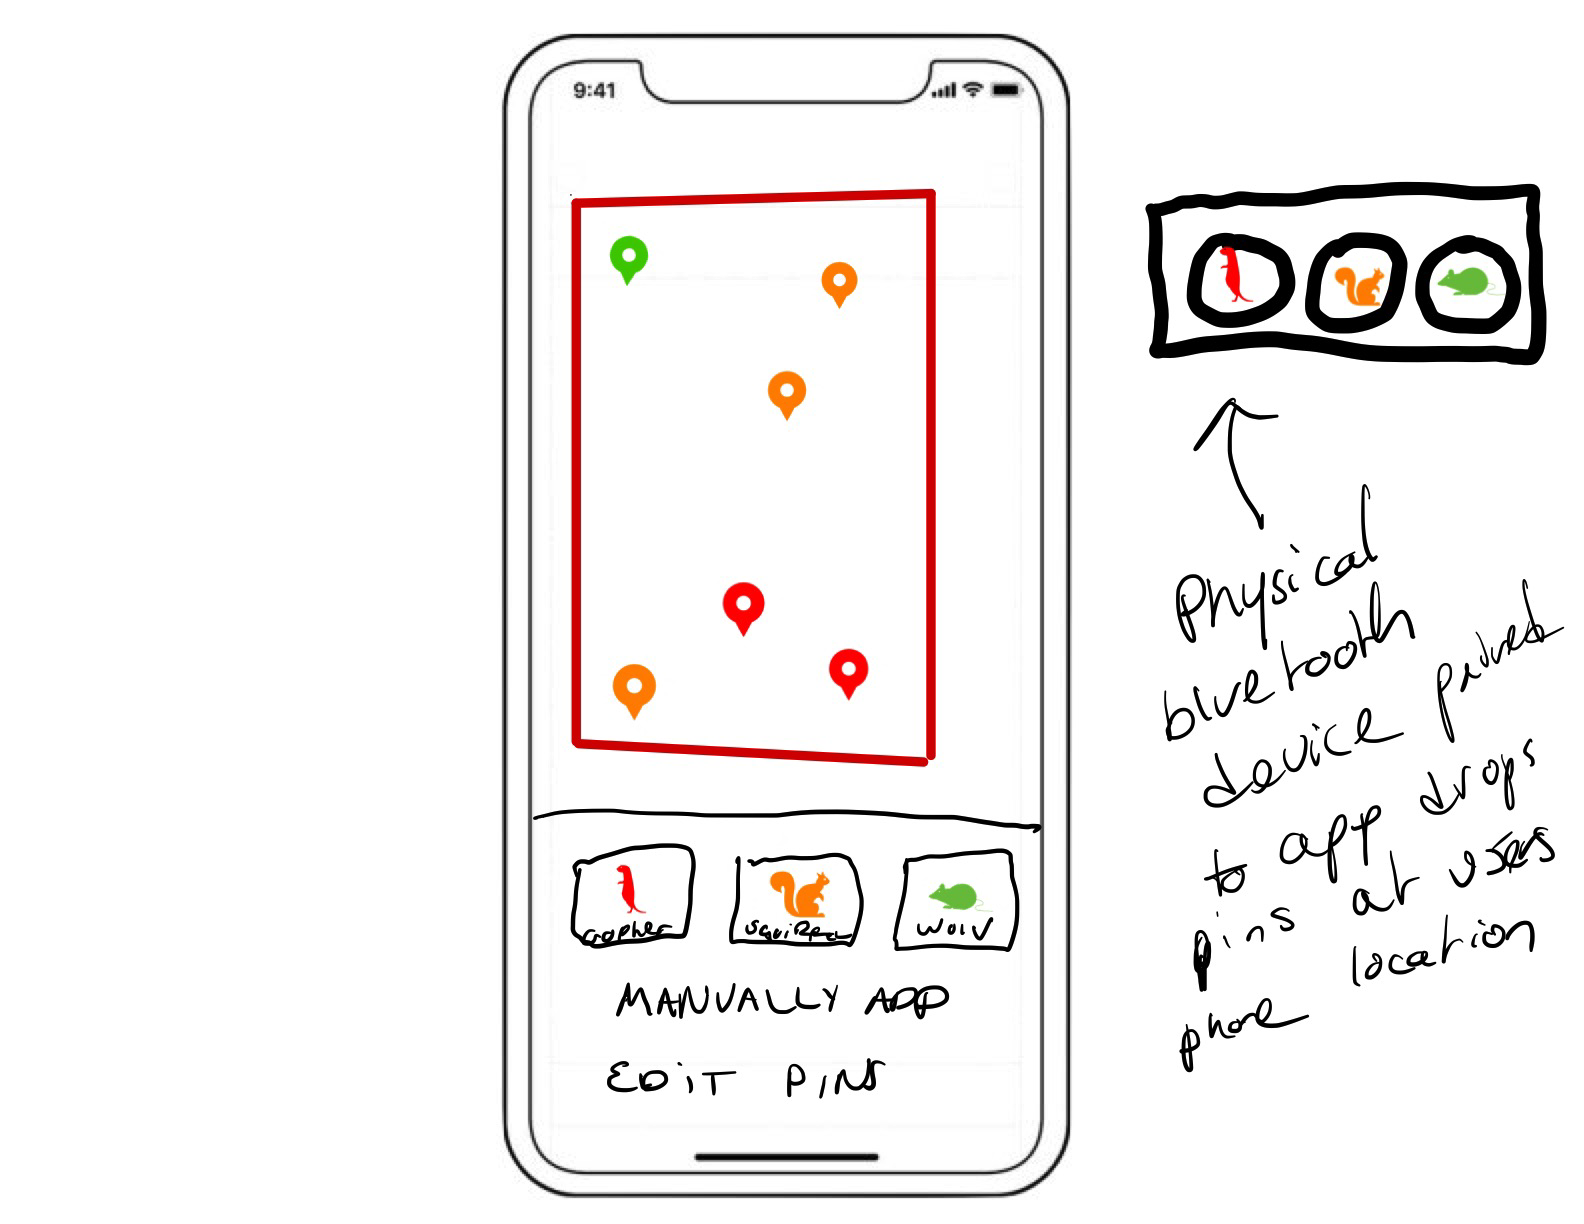 9:41
Gopher
SquiRRel
WOLV
MANUALLY ADD
EDIT PINS
Physical
bluetooth
device paired
to app drops
pins at users
phone location